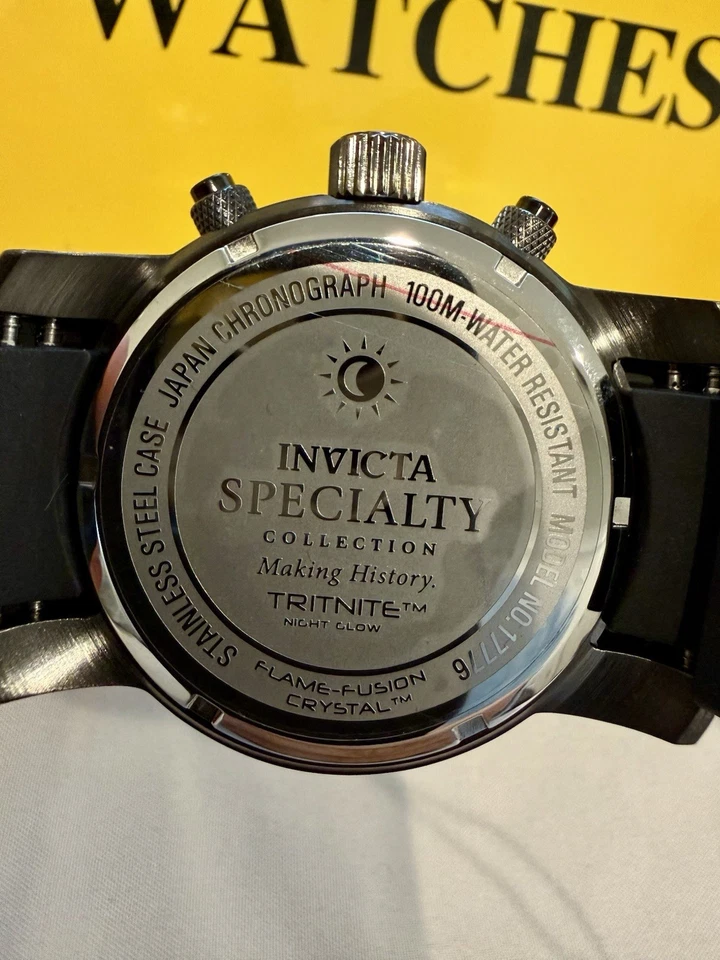 WATCHES
STAINLESS STEEL CASE JAPAN CHRONOGRAPH 100M-WATER RESISTANT MODEL NO.17776
INVICTA
SPECIALTY
COLLECTION
Making History.
TRITNITE™
NIGHT GLOW
FLAME-FUSION
CRYSTAL™